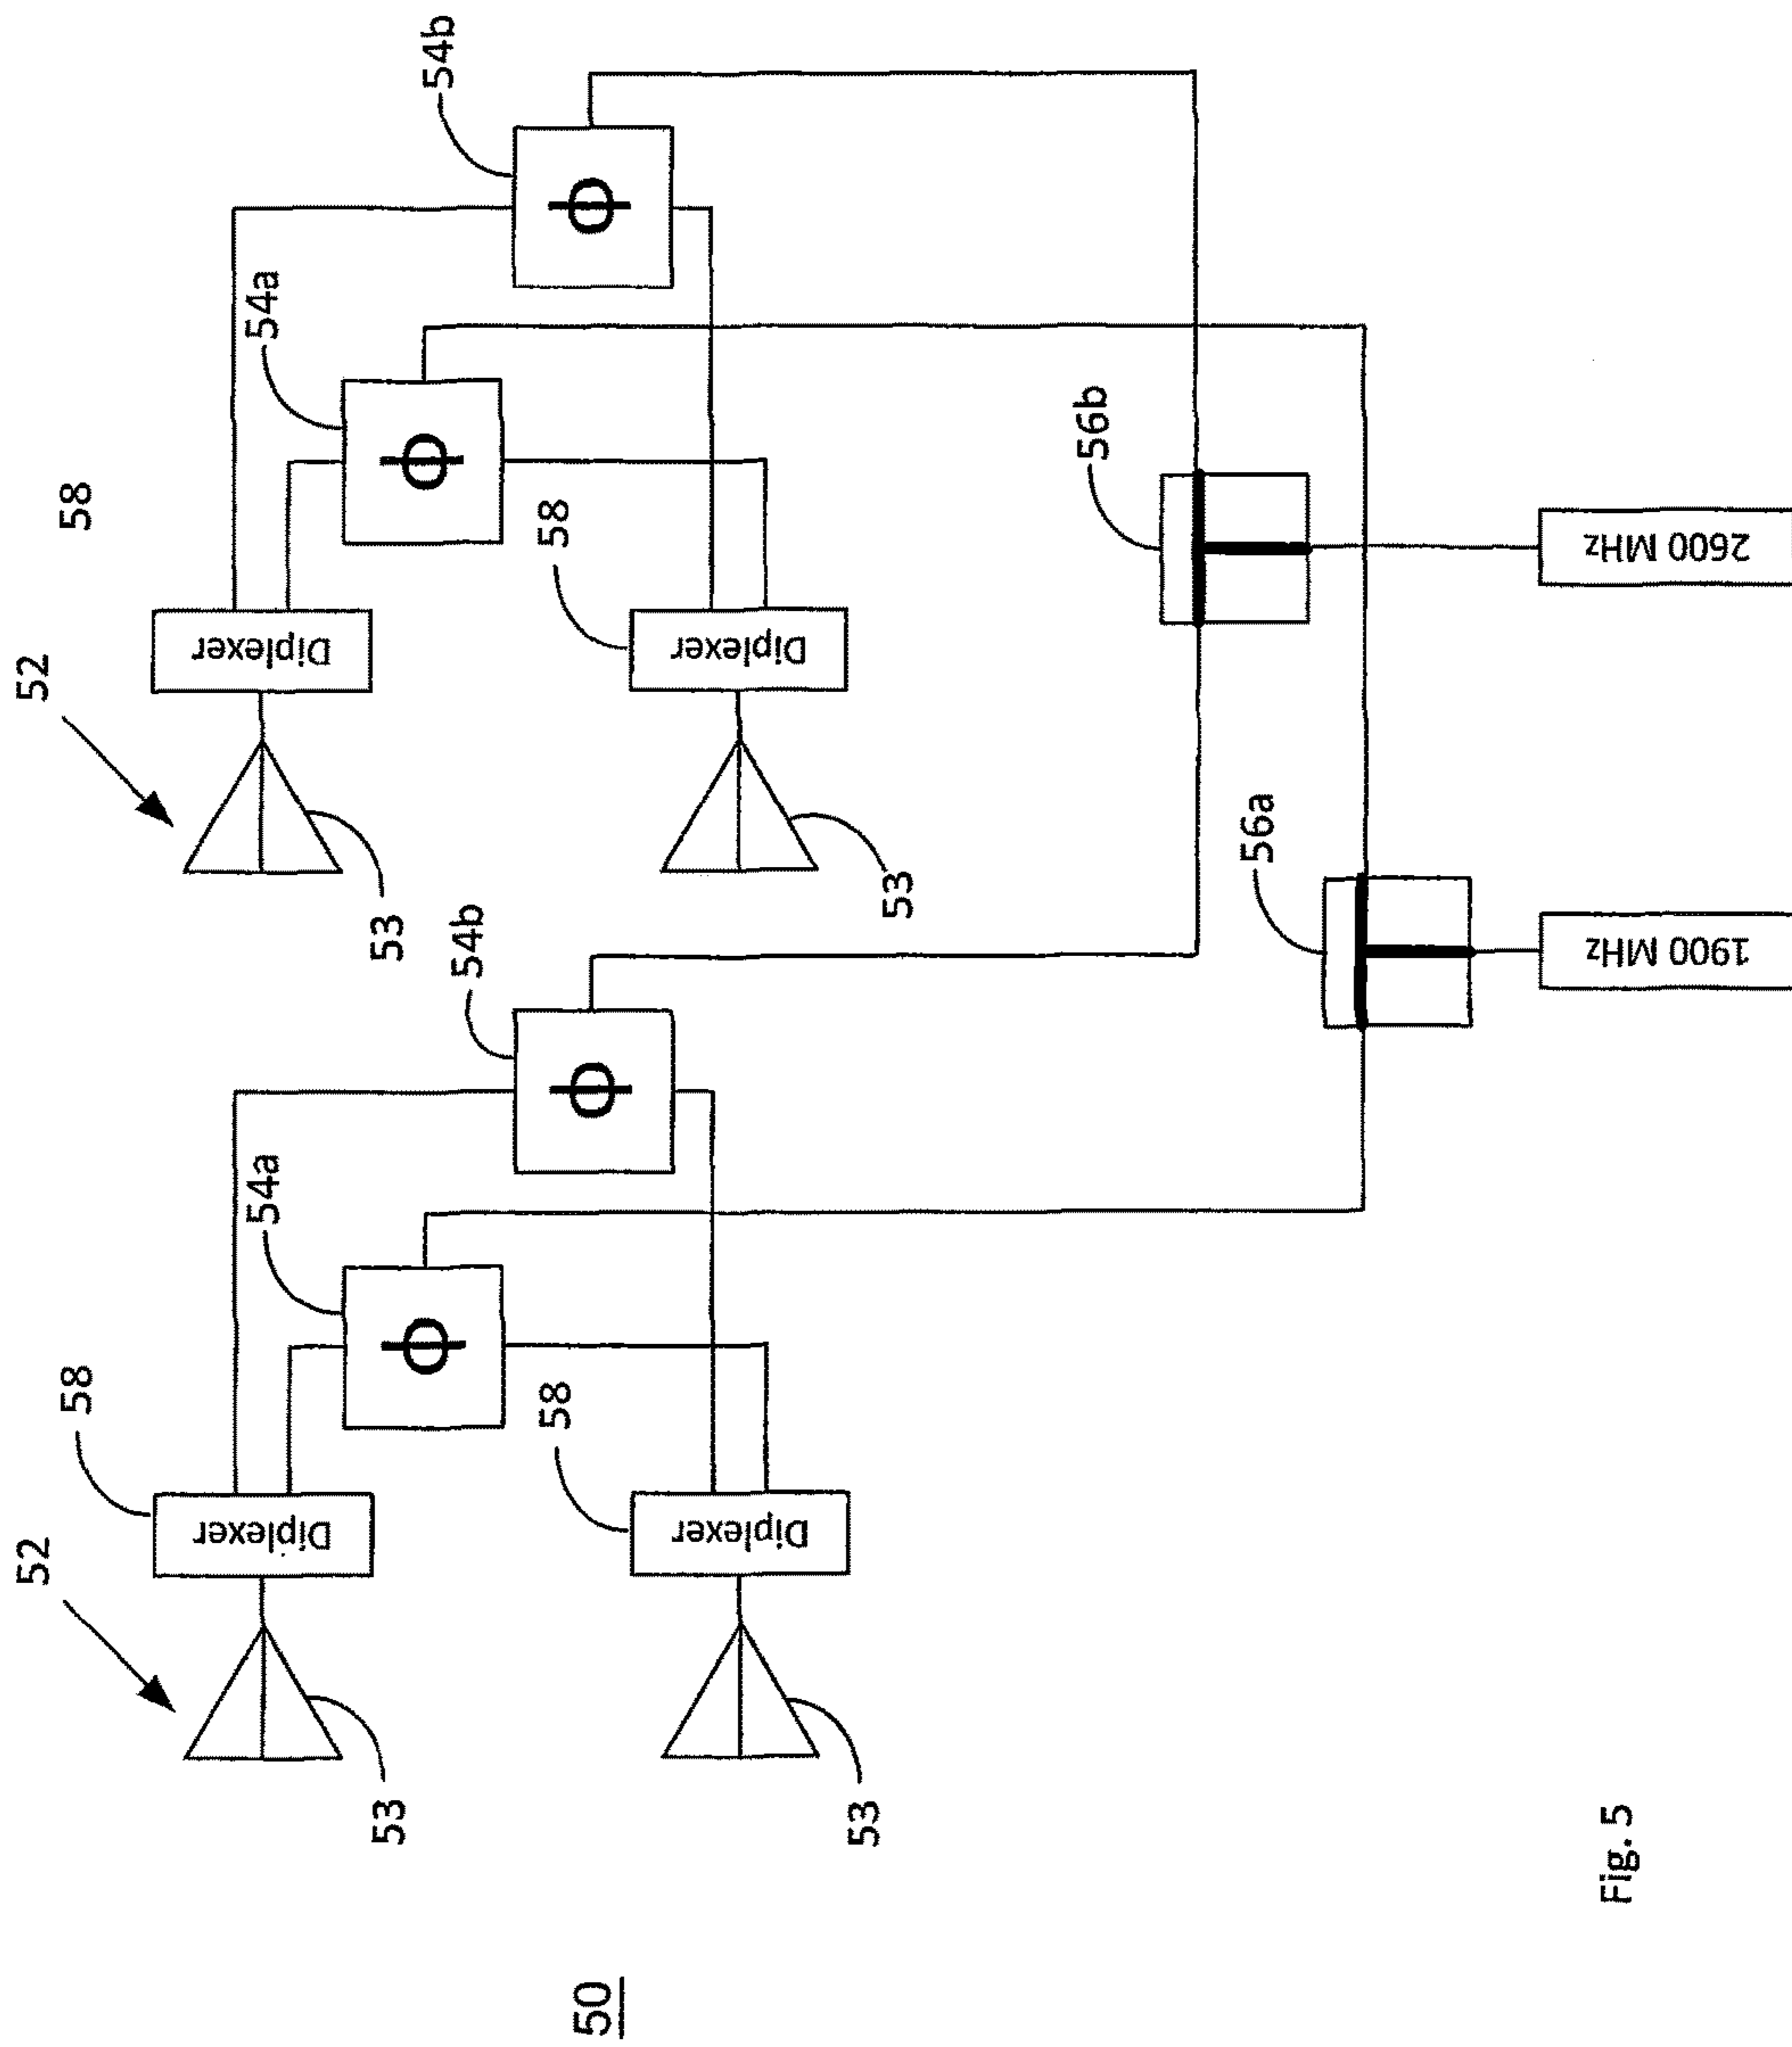 50
52
58
53
Diplexer
54a
ϕ
54b
ϕ
58
Diplexer
53
52
58
53
Diplexer
54a
ϕ
54b
ϕ
58
Diplexer
53
56a
56b
1900 MHz
2600 MHz
Fig. 5